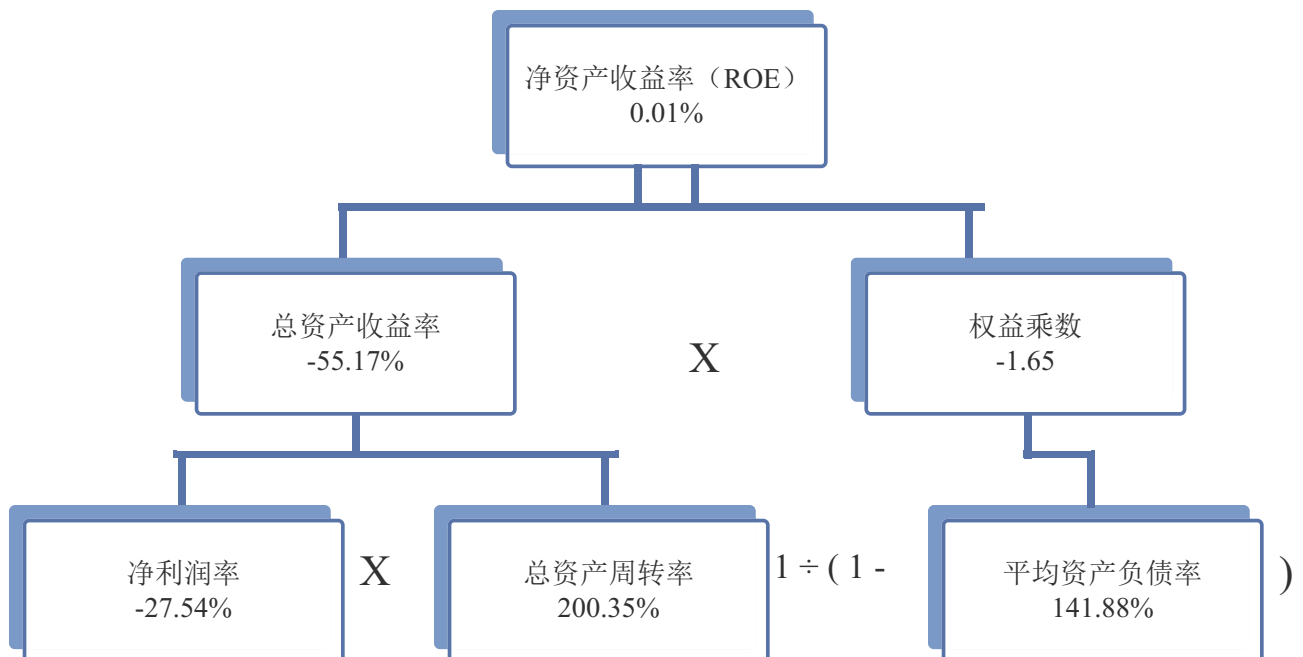 净资产收益率（ROE）
0.01%
总资产收益率
-55.17%
X
权益乘数
-1.65
净利润率
-27.54%
X
总资产周转率
200.35%
1 ÷ ( 1 -
平均资产负债率
141.88%
)